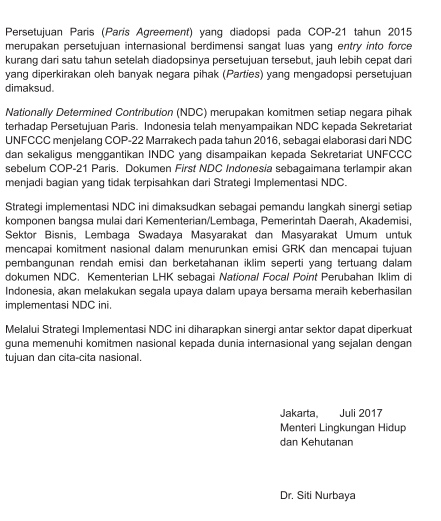 Persetujuan Paris (Paris Agreement) yang diadopsi pada COP-21 tahun 2015
merupakan persetujuan internasional berdimensi sangat luas yang entry into force
kurang dari satu tahun setelah diadopsinya persetujuan tersebut, jauh lebih cepat dari
yang diperkirakan oleh banyak negara pihak (Parties) yang mengadopsi persetujuan
dimaksud.
Nationally Determined Contribution (NDC) merupakan komitmen setiap negara pihak
terhadap Persetujuan Paris. Indonesia telah menyampaikan NDC kepada Sekretariat
UNFCCC menjelang COP-22 Marrakech pada tahun 2016, sebagai elaborasi dari NDC
dan sekaligus menggantikan INDC yang disampaikan kepada Sekretariat UNFCCC
sebelum COP-21 Paris. Dokumen First NDC Indonesia sebagaimana terlampir akan
menjadi bagian yang tidak terpisahkan dari Strategi Implementasi NDC.
Strategi implementasi NDC ini dimaksudkan sebagai pemandu langkah sinergi setiap
komponen bangsa mulai dari Kementerian/Lembaga, Pemerintah Daerah, Akademisi,
Sektor Bisnis, Lembaga Swadaya Masyarakat dan Masyarakat Umum untuk
mencapai komitment nasional dalam menurunkan emisi GRK dan mencapai tujuan
pembangunan rendah emisi dan berketahanan iklim seperti yang tertuang dalam
dokumen NDC. Kementerian LHK sebagai National Focal Point Perubahan Iklim di
Indonesia, akan melakukan segala upaya dalam upaya bersama meraih keberhasilan
implementasi NDC ini.
Melalui Strategi Implementasi NDC ini diharapkan sinergi antar sektor dapat diperkuat
guna memenuhi komitmen nasional kepada dunia internasional yang sejalan dengan
tujuan dan cita-cita nasional.
Jakarta, Juli 2017
Menteri Lingkungan Hidup
dan Kehutanan
Dr. Siti Nurbaya